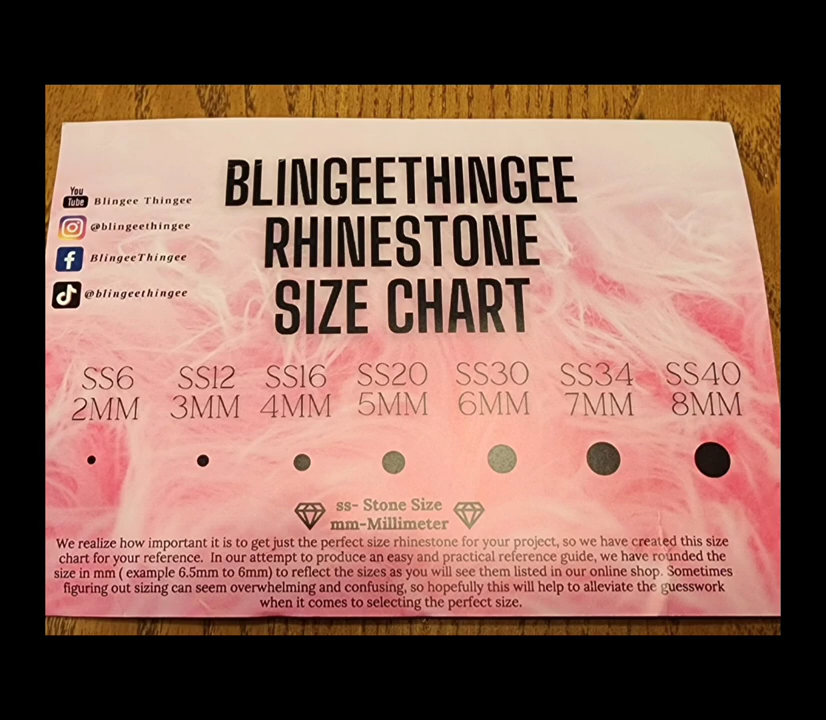 BLINGEETHINGEE
RHINESTONE
SIZE CHART
You
Tube Blingee Thingee
@blingeethingee
f BlingeeThingee
@blingeethingee
SS6 SS12 SS16 SS20 SS30 SS34 SS40
2MM 3MM 4MM 5MM 6MM 7MM 8MM
ss- Stone Size
mm-Millimeter
We realize how important it is to get just the perfect size rhinestone for your project, so we have created this size
chart for your reference. In our attempt to produce an easy and practical reference guide, we have rounded the
size in mm ( example 6.5mm to 6mm) to reflect the sizes as you will see them listed in our online shop. Sometimes
figuring out sizing can seem overwhelming and confusing, so hopefully this will help to alleviate the guesswork
when it comes to selecting the perfect size.